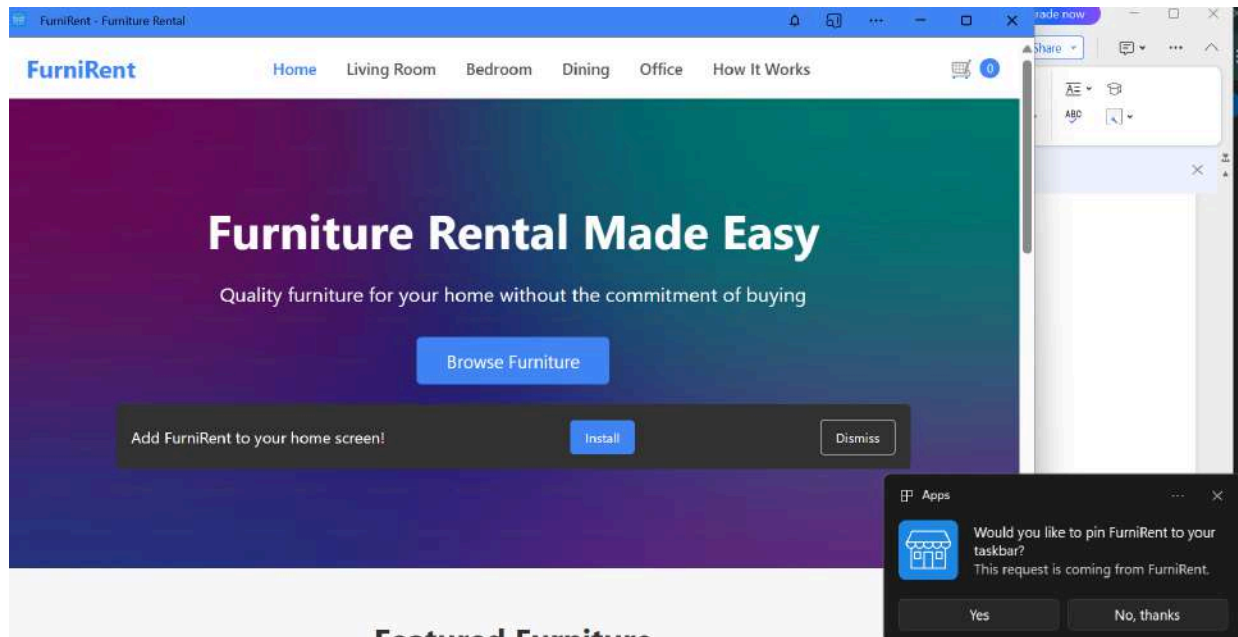 FurniRent - Furniture Rental
FurniRent
Home Living Room Bedroom Dining Office How It Works
0
Furniture Rental Made Easy
Quality furniture for your home without the commitment of buying
Browse Furniture
Add FurniRent to your home screen!
Install
Dismiss
Featured Furniture
now
Share
ABC
Apps
Would you like to pin FurniRent to your
taskbar?
This request is coming from FurniRent.
Yes
No, thanks